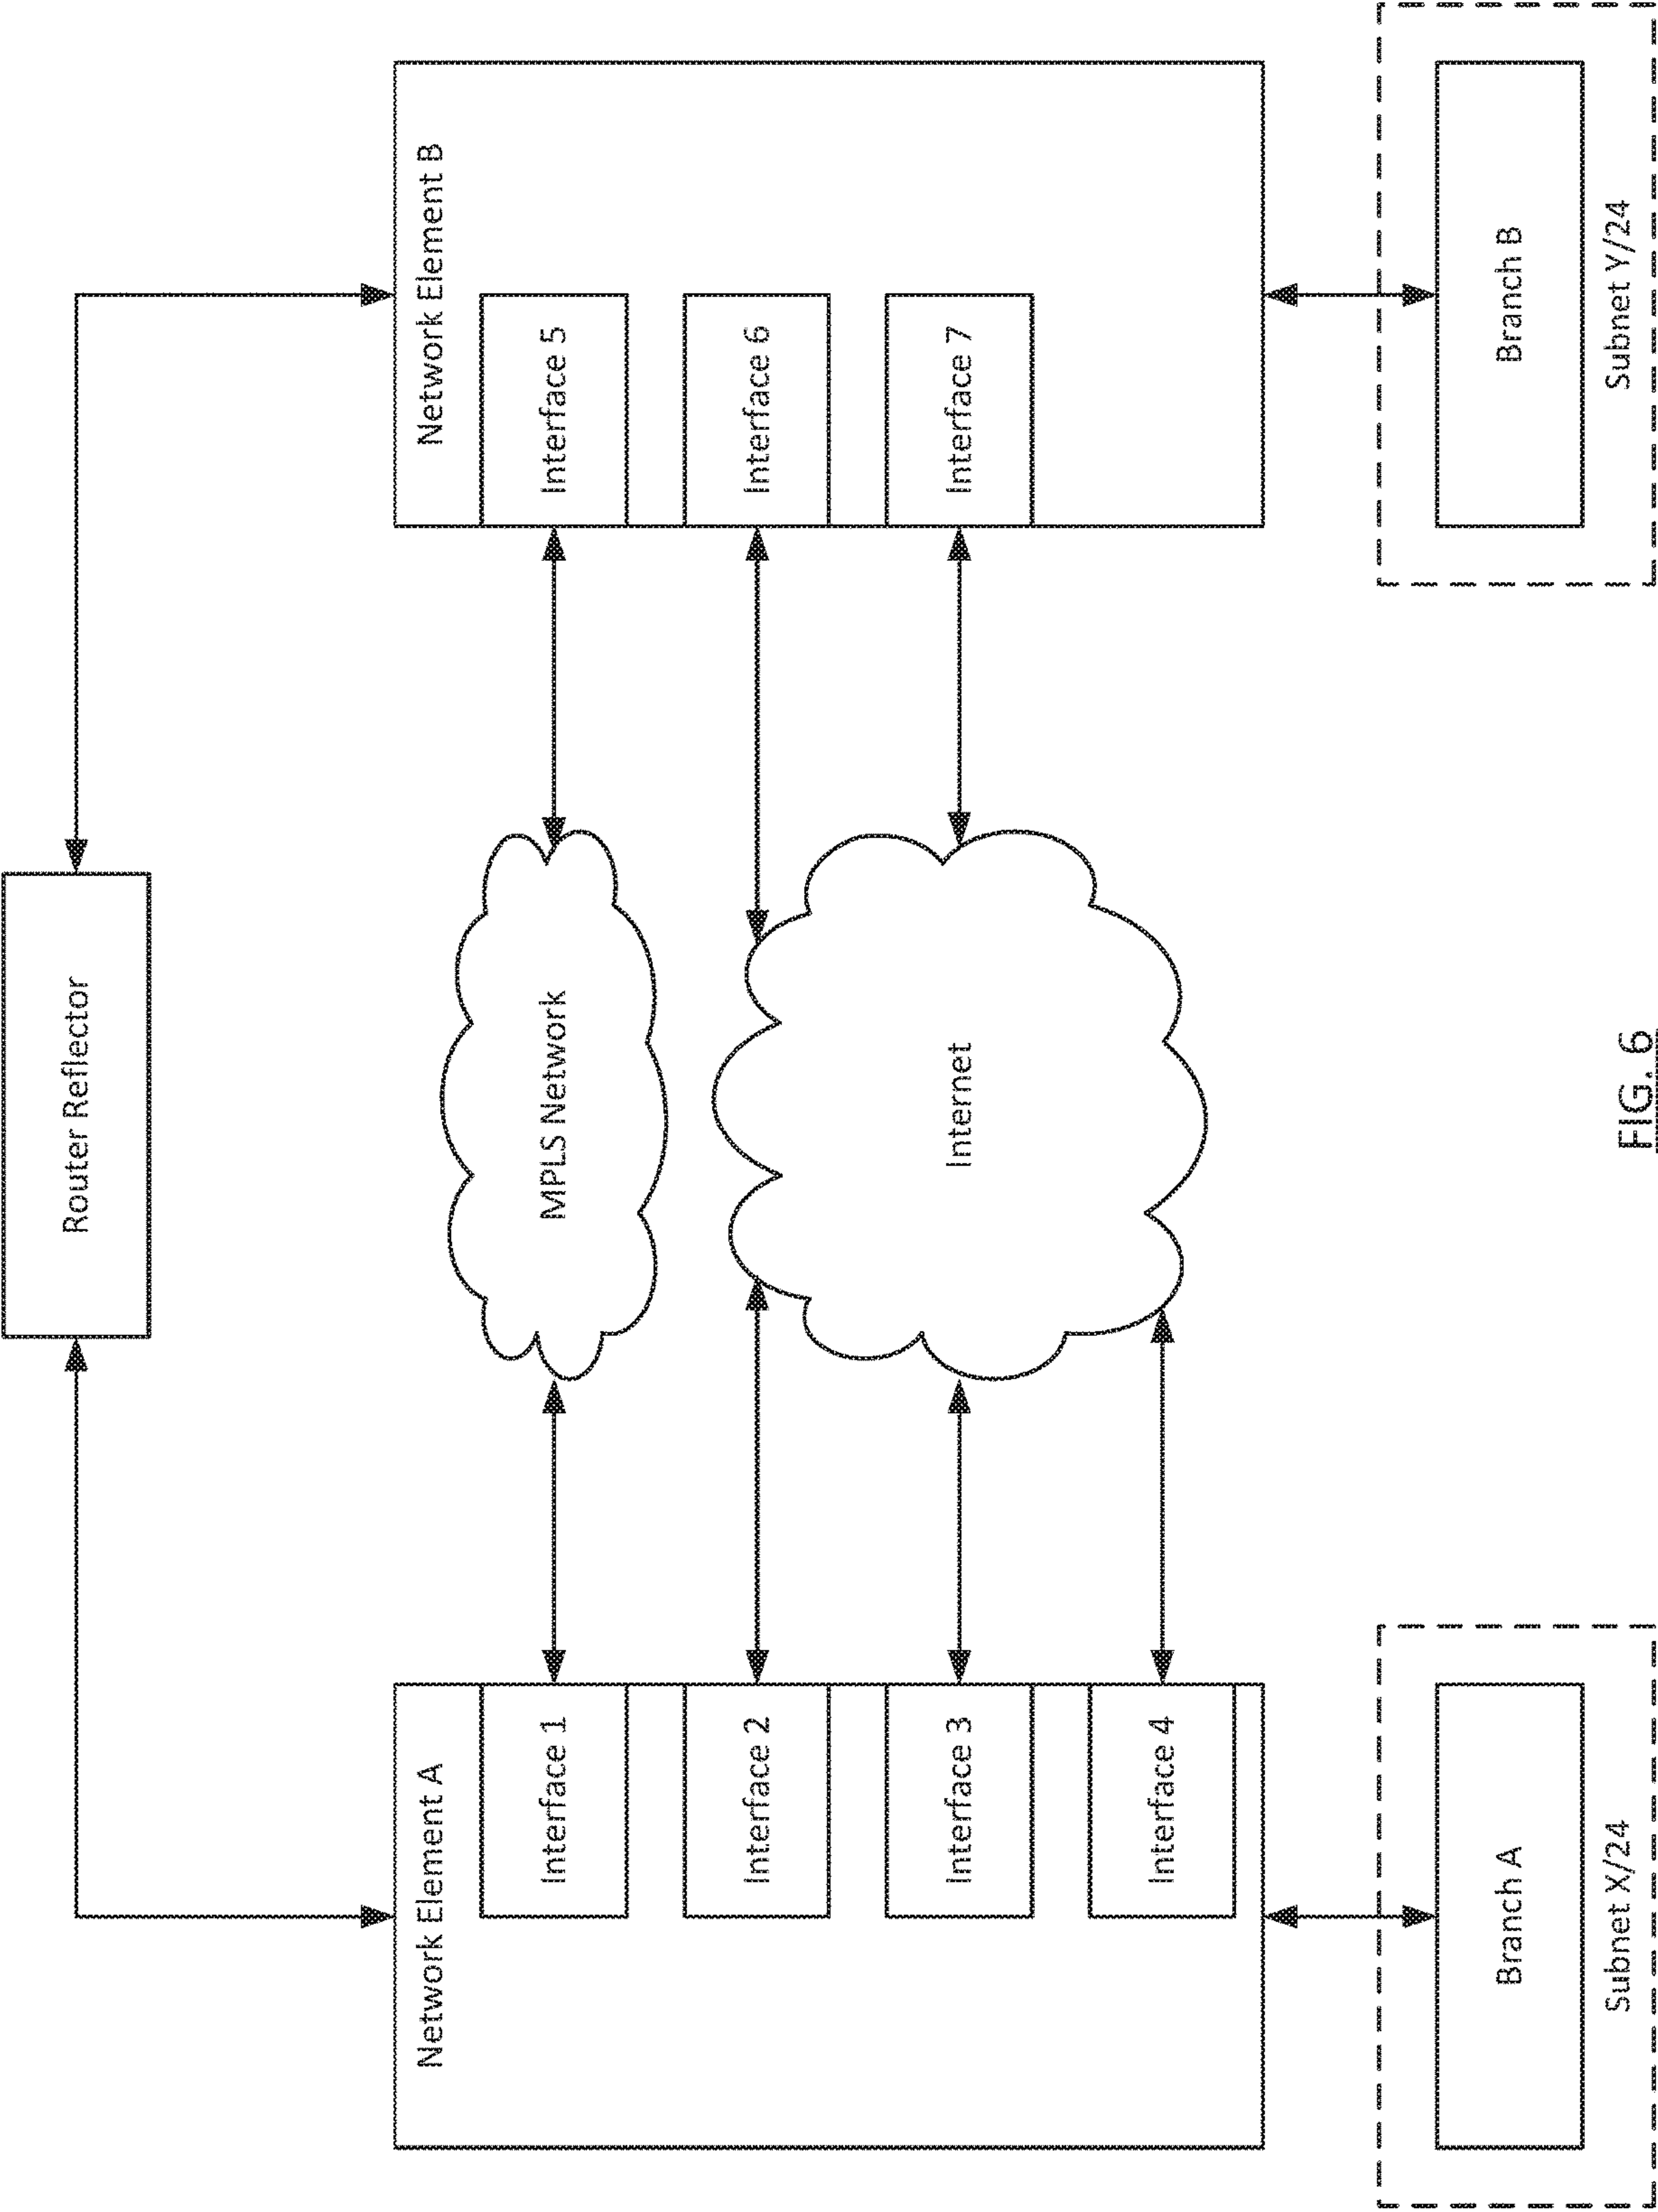 Router Reflector
Network Element A
Network Element B
Interface 1
MPLS Network
Interface 5
Interface 2
Interface 6
Interface 3
Internet
Interface 7
Interface 4
Branch A
Branch B
Subnet X/24
Subnet Y/24
FIG. 6